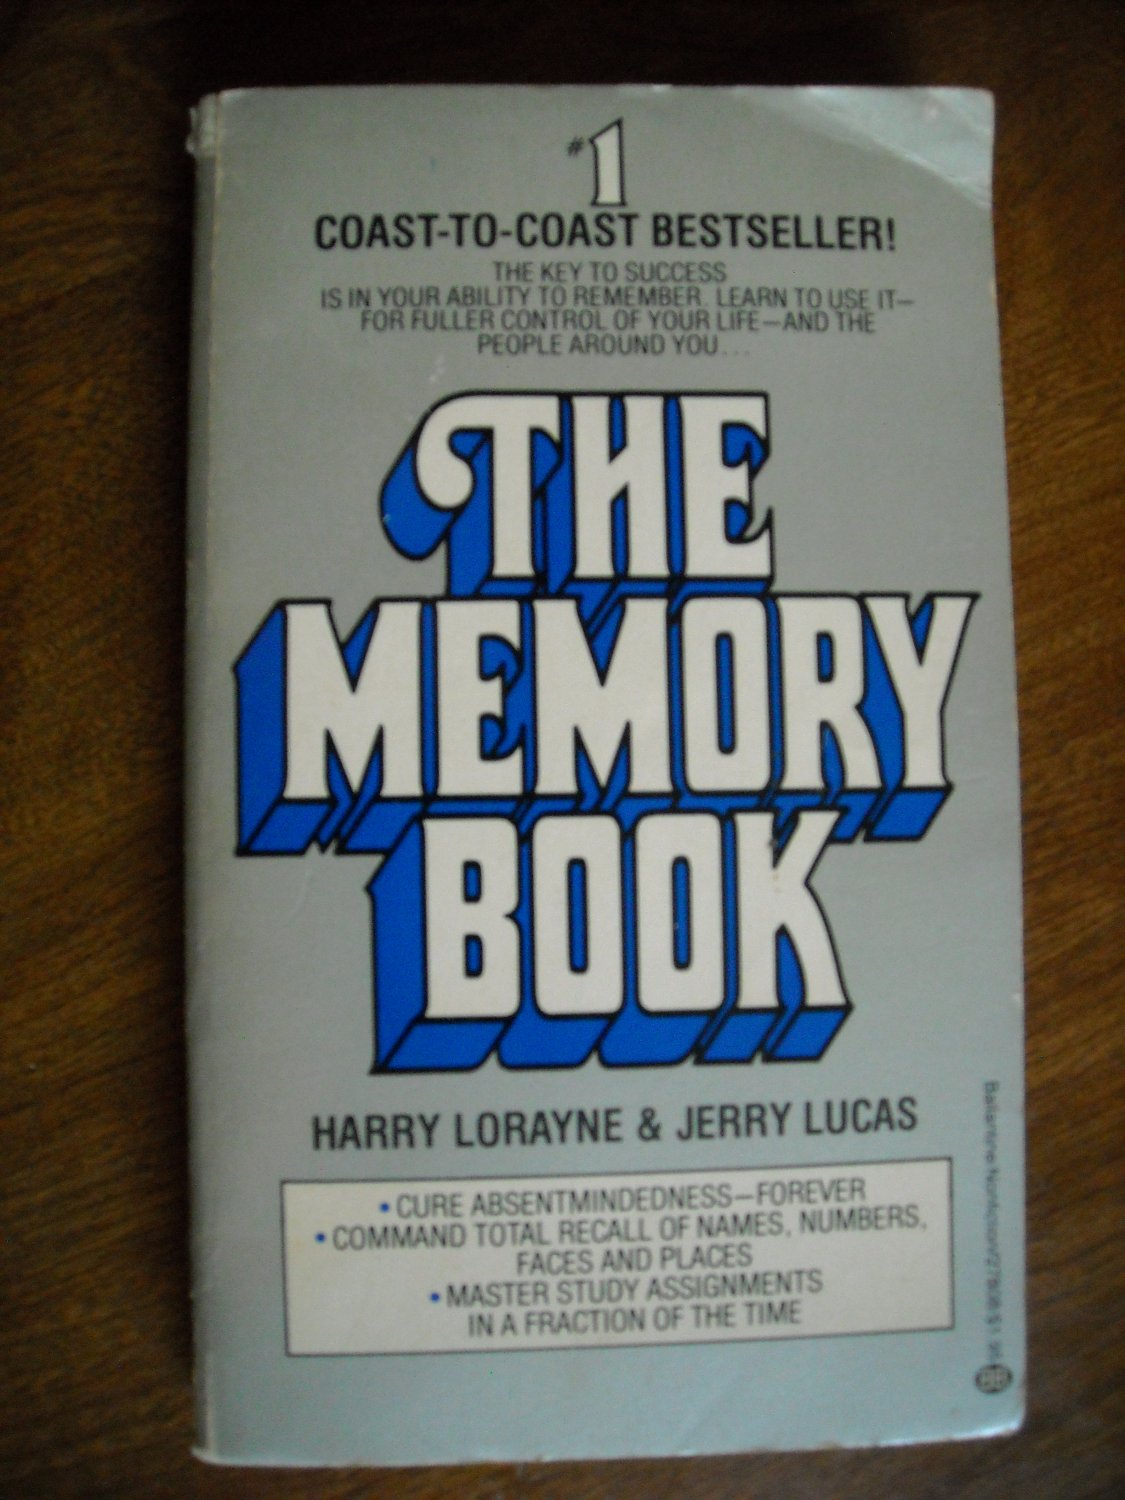 #1
COAST-TO-COAST BESTSELLER!
THE KEY TO SUCCESS
IS IN YOUR ABILITY TO REMEMBER. LEARN TO USE IT—
FOR FULLER CONTROL OF YOUR LIFE—AND THE
PEOPLE AROUND YOU...
THE
MEMORY
BOOK
HARRY LORAYNE & JERRY LUCAS
• CURE ABSENTMINDEDNESS—FOREVER
• COMMAND TOTAL RECALL OF NAMES, NUMBERS,
FACES AND PLACES
• MASTER STUDY ASSIGNMENTS
IN A FRACTION OF THE TIME
Ballantine Nonfiction
BB